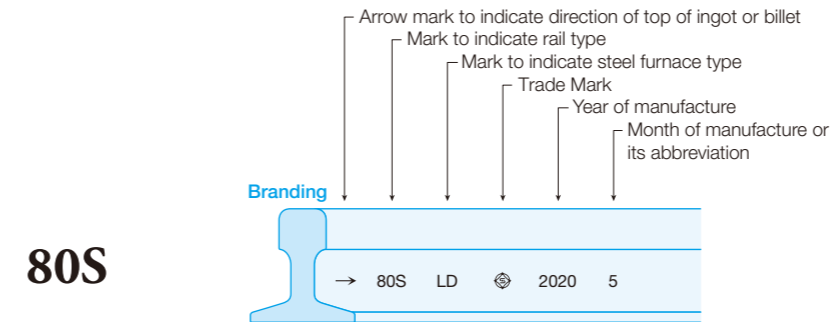 Arrow mark to indicate direction of top of ingot or billet
Mark to indicate rail type
Mark to indicate steel furnace type
Trade Mark
Year of manufacture
Month of manufacture or
its abbreviation
Branding
80S
→ 80S LD Ⓢ 2020 5